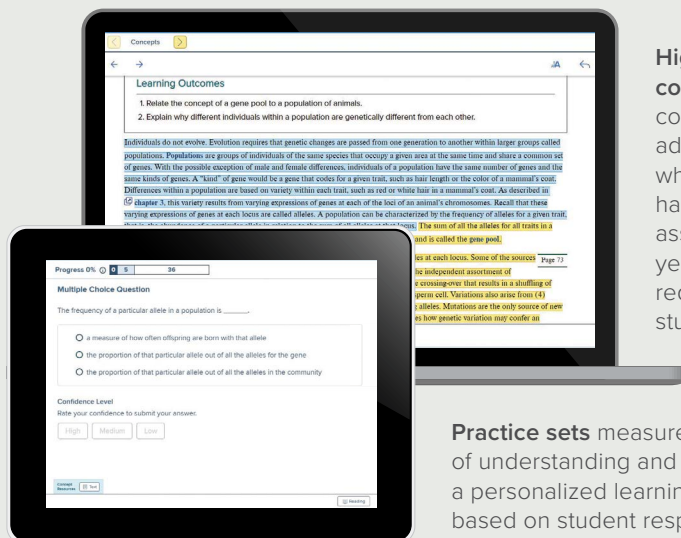 Concepts
Learning Outcomes
1. Relate the concept of a gene pool to a population of animals.
2. Explain why different individuals within a population are genetically different from each other.
Individuals do not evolve. Evolution requires that genetic changes are passed from one generation to another within larger groups called
populations. Populations are groups of individuals of the same species that occupy a given area at the same time and share a common set
of genes. With the possible exception of male and female differences, individuals of a population have the same number of genes and the
same kinds of genes. A "kind" of gene would be a gene that codes for a given trait, such as hair length or the color of a mammal's coat.
Differences within a population are based on variety within each trait, such as red or white hair in a mammal's coat. As described in
chapter 3, this variety results from varying expressions of genes at each of the loci of an animal's chromosomes. Recall that these
varying expressions of genes at each locus are called alleles. A population can be characterized by the frequency of alleles for a given trait,
The sum of all the alleles for all traits in a
and is called the gene pool.
at each locus. Some of the sources
Page 73
independent assortment of
crossing-over that results in a shuffling of
sperm cell. Variations also arise from (4)
alleles. Mutations are the only source of new
how genetic variation may confer an
Progress 0% 0 5 36
Multiple Choice Question
The frequency of a particular allele in a population is ______.
a measure of how often offspring are born with that allele
the proportion of that particular allele out of all the alleles for the gene
the proportion of that particular allele out of all the alleles in the community
Confidence Level
Rate your confidence to submit your answer.
High Medium Low
Concept
Resources
Text
Reading
Practice sets measure
of understanding and
a personalized learnin
based on student resp